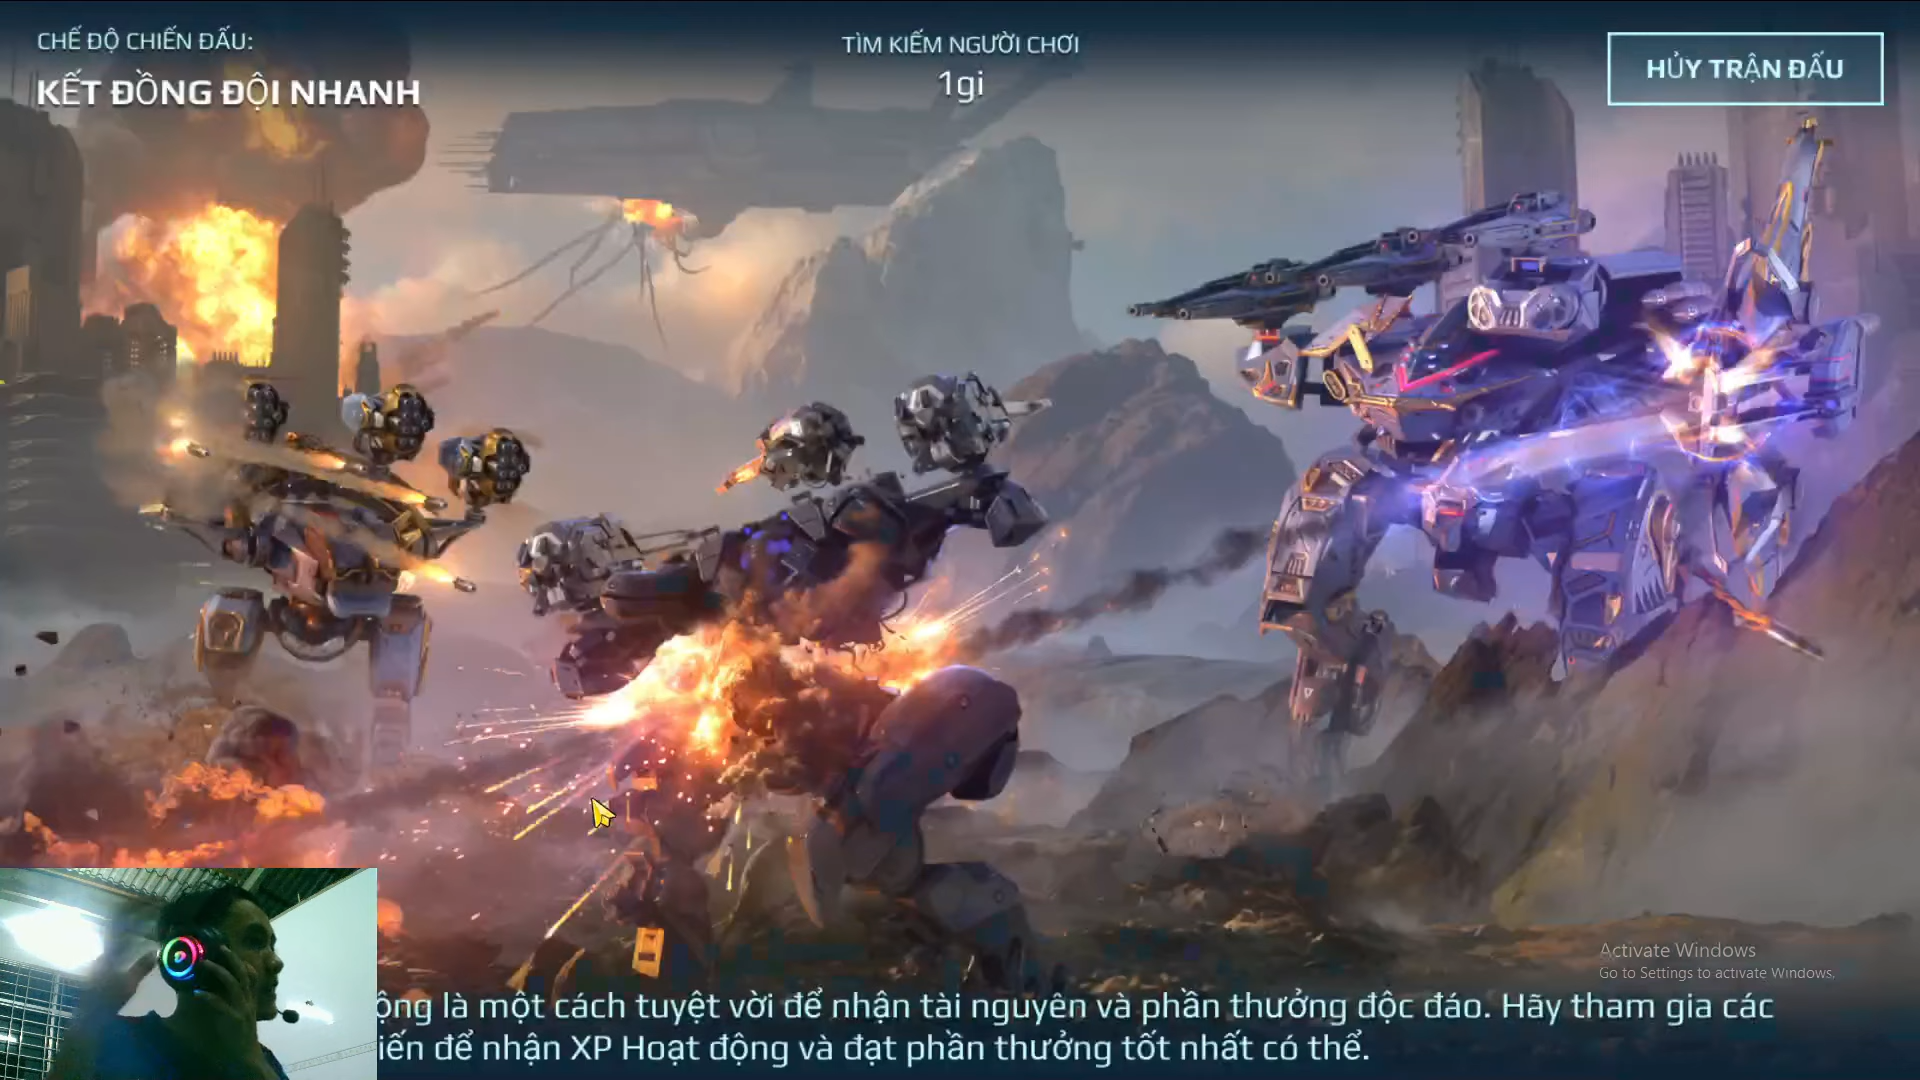 CHẾ ĐỘ CHIẾN ĐẤU:
KẾT ĐỒNG ĐỘI NHANH
TÌM KIẾM NGƯỜI CHƠI
1gi
HỦY TRẬN ĐẤU
Activate Windows
Go to Settings to activate Windows.
ộng là một cách tuyệt vời để nhận tài nguyên và phần thưởng độc đáo. Hãy tham gia các
iến để nhận XP Hoạt động và đạt phần thưởng tốt nhất có thể.